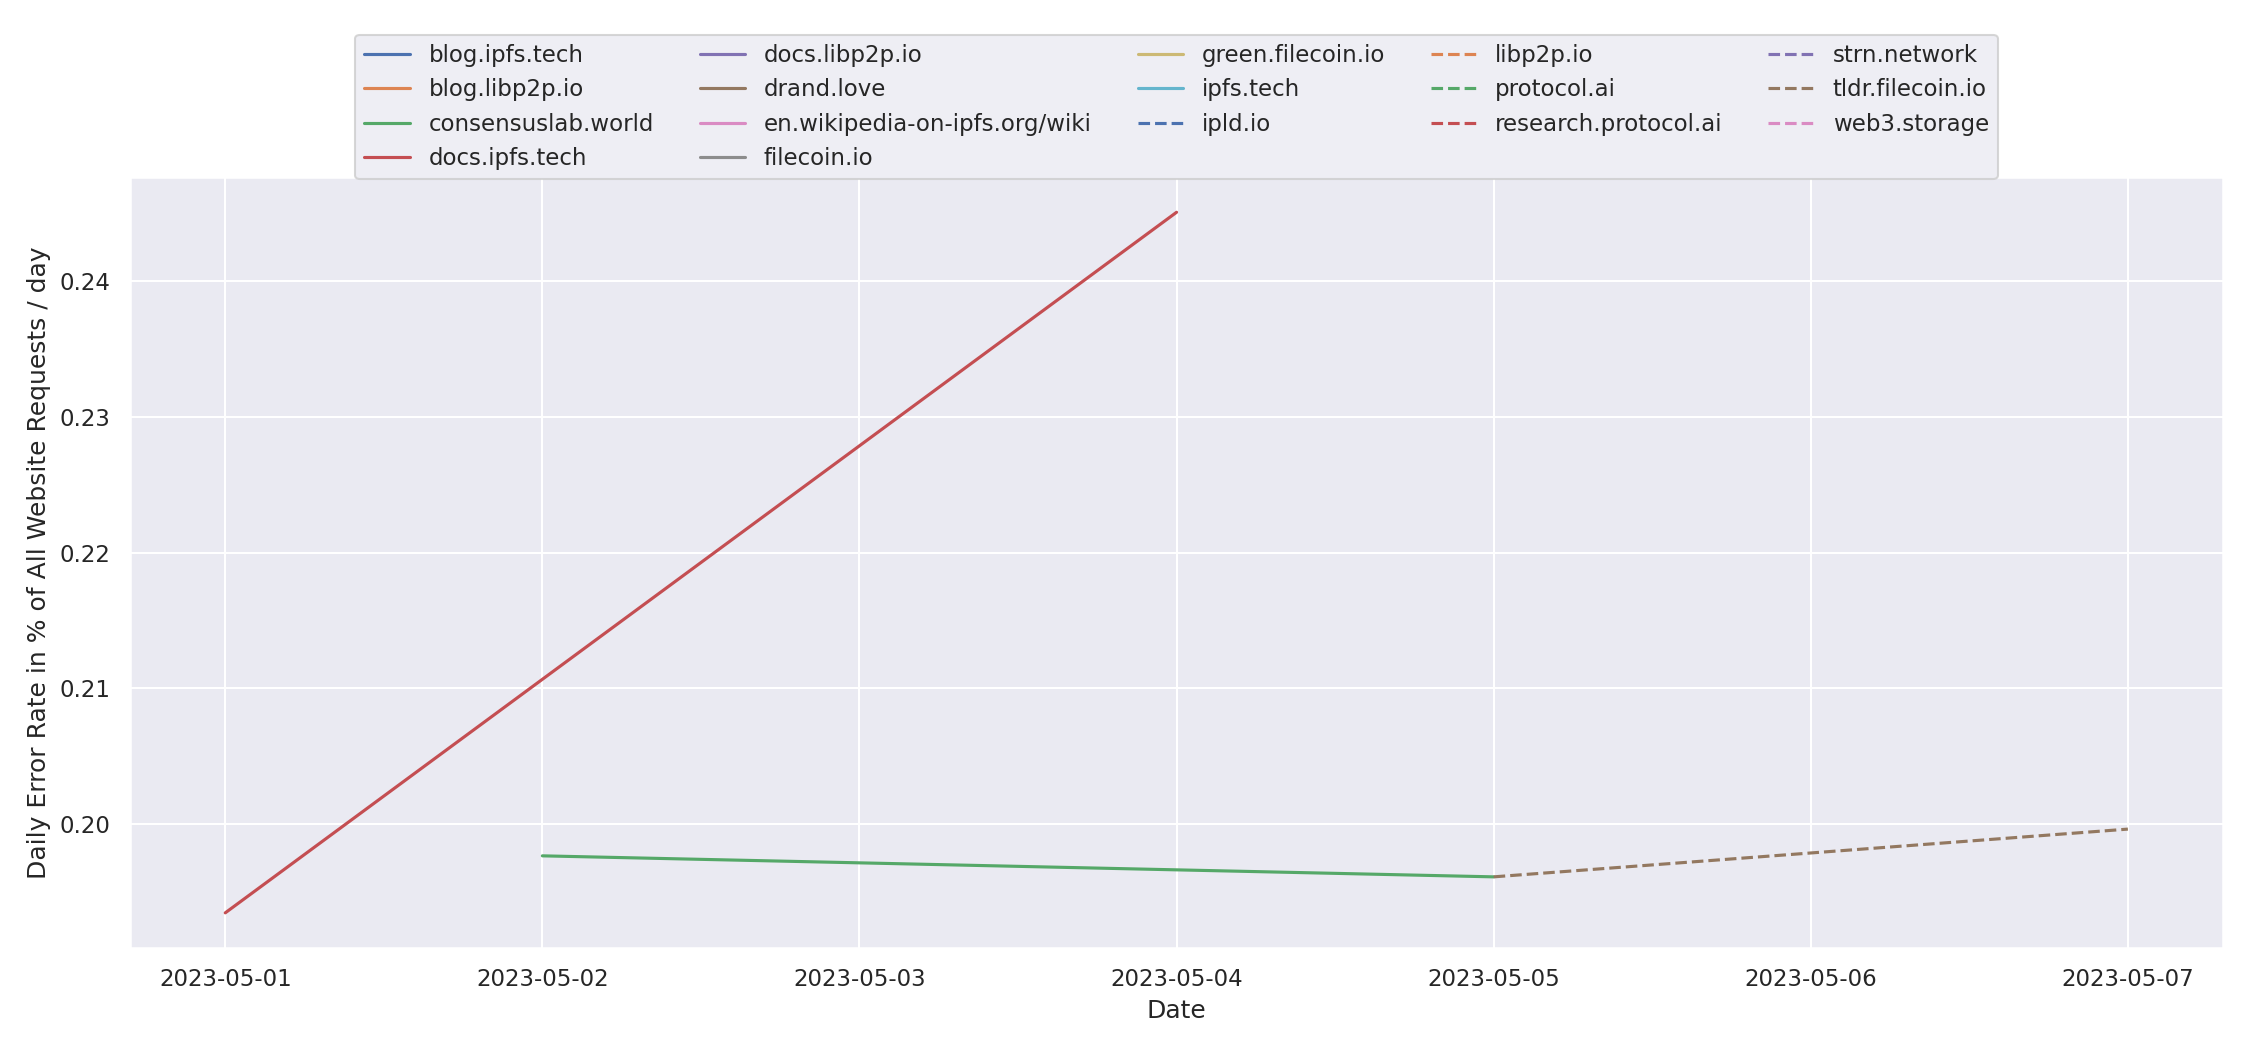 blog.ipfs.tech
blog.libp2p.io
consensuslab.world
docs.ipfs.tech
docs.libp2p.io
drand.love
en.wikipedia-on-ipfs.org/wiki
filecoin.io
green.filecoin.io
ipfs.tech
ipld.io
libp2p.io
protocol.ai
research.protocol.ai
strn.network
tldr.filecoin.io
web3.storage
Daily Error Rate in % of All Website Requests / day
0.24
0.23
0.22
0.21
0.20
2023-05-01
2023-05-02
2023-05-03
2023-05-04
2023-05-05
2023-05-06
2023-05-07
Date